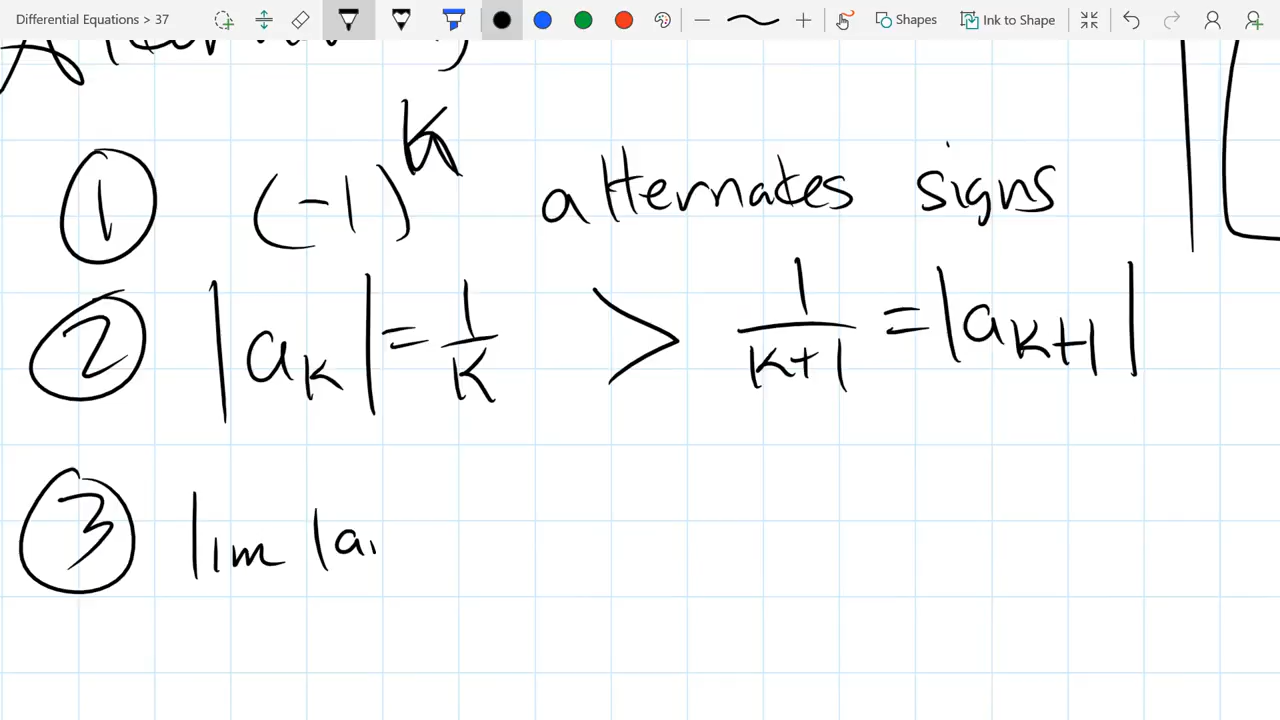 Differential Equations > 37
Shapes
Ink to Shape
① (-1)^k alternates signs
② |a_k| = 1/k > 1/(k+1) = |a_{k+1}|
③ lim |a